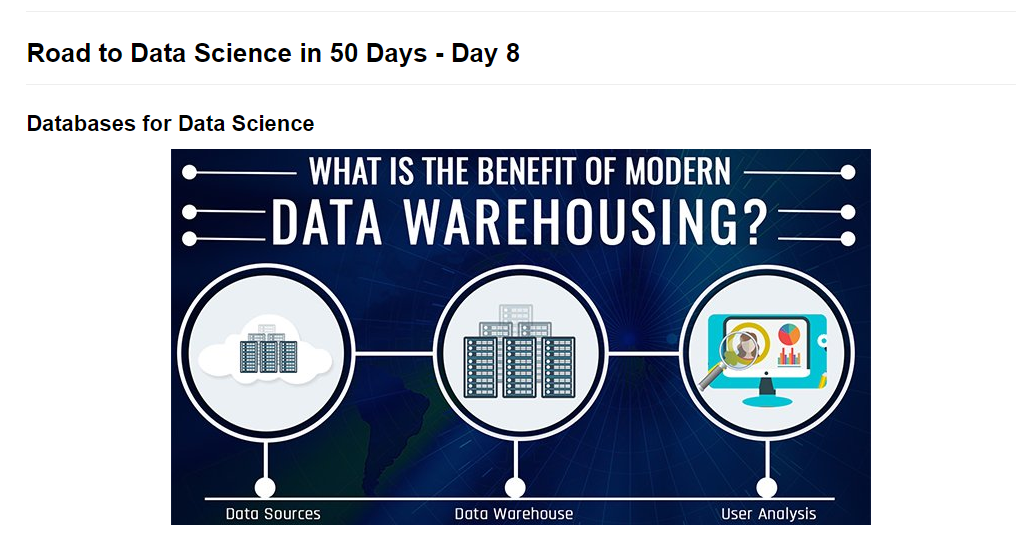 Road to Data Science in 50 Days - Day 8
Databases for Data Science
WHAT IS THE BENEFIT OF MODERN
DATA WAREHOUSING?
Data Sources
Data Warehouse
User Analysis